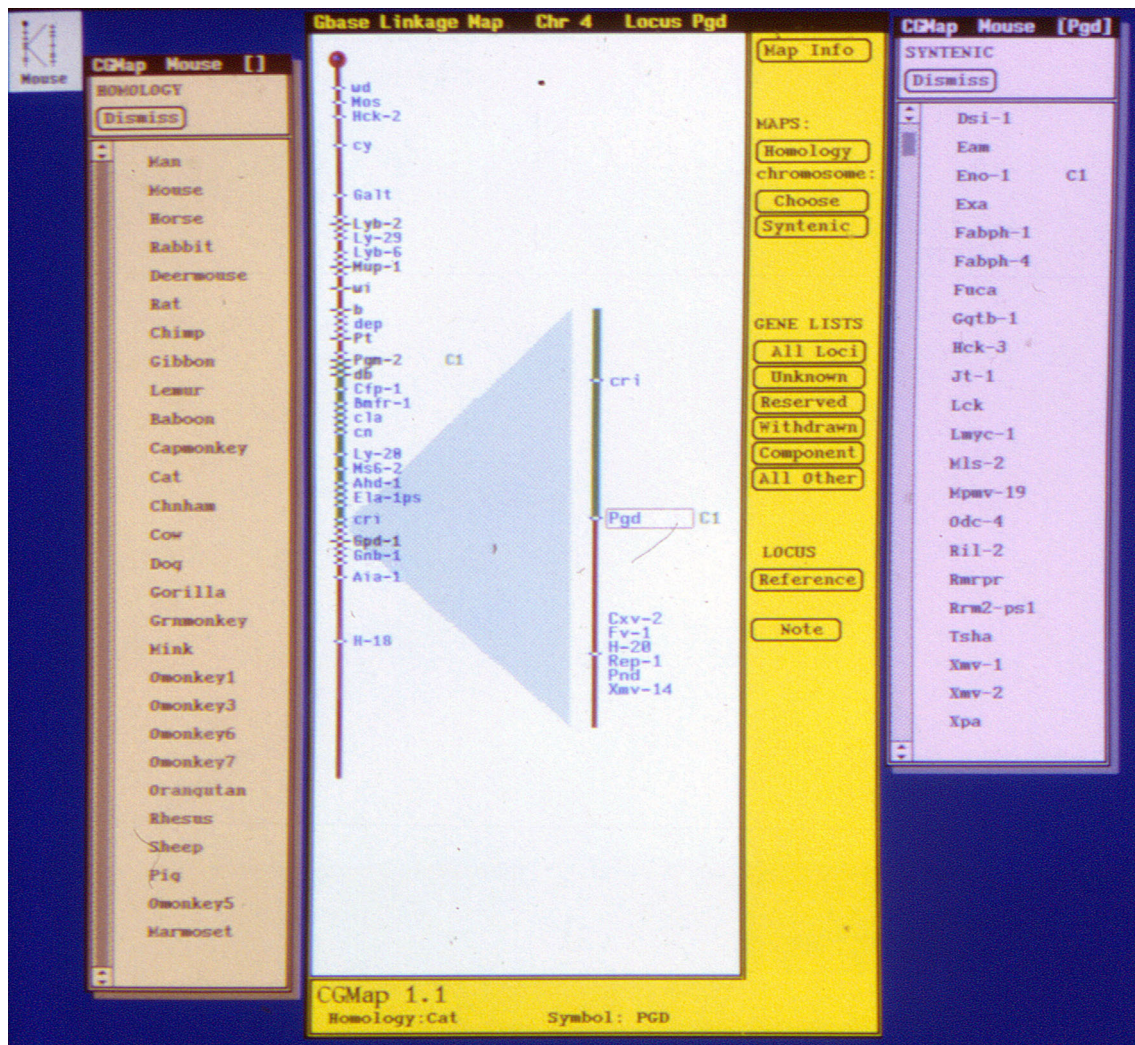 Mouse
CGMap Mouse []
HOMOLOGY
Dismiss
Man
Mouse
Horse
Rabbit
Deermouse
Rat
Chimp
Gibbon
Lemur
Baboon
Capmonkey
Cat
Chnham
Cow
Dog
Gorilla
Grnmonkey
Mink
Omonkey1
Omonkey3
Omonkey6
Omonkey7
Orangutan
Rhesus
Sheep
Pig
Omonkey5
Marmoset
Gbase Linkage Map Chr 4 Locus Pgd
wd
Mos
Hck-2
cy
Galt
Lyb-2
Ly-29
Lyb-6
Mup-1
wi
b
dep
Pt
Pgm-2 C1
db
Cfp-1
Bmfr-1
cla
cn
Ly-20
Ms6-2
Ahd-1
Ela-1ps
cri
Gpd-1
Gnb-1
Aia-1
H-18
cri
Pgd C1
Cxv-2
Fv-1
H-20
Rep-1
Pnd
Xmv-14
Map Info
MAPS:
Homology
chromosome:
Choose
Syntenic
GENE LISTS
All Loci
Unknown
Reserved
Withdrawn
Component
All Other
LOCUS
Reference
Note
CGMap 1.1
Homology:Cat Symbol: PGD
CGMap Mouse [Pgd]
SYNTENIC
Dismiss
Dsi-1
Eam
Eno-1 C1
Exa
Fabph-1
Fabph-4
Fuca
Ggtb-1
Hck-3
Jt-1
Lck
Lmyc-1
Mls-2
Mpmv-19
Odc-4
Ril-2
Rmrpr
Rrm2-ps1
Tsha
Xmv-1
Xmv-2
Xpa